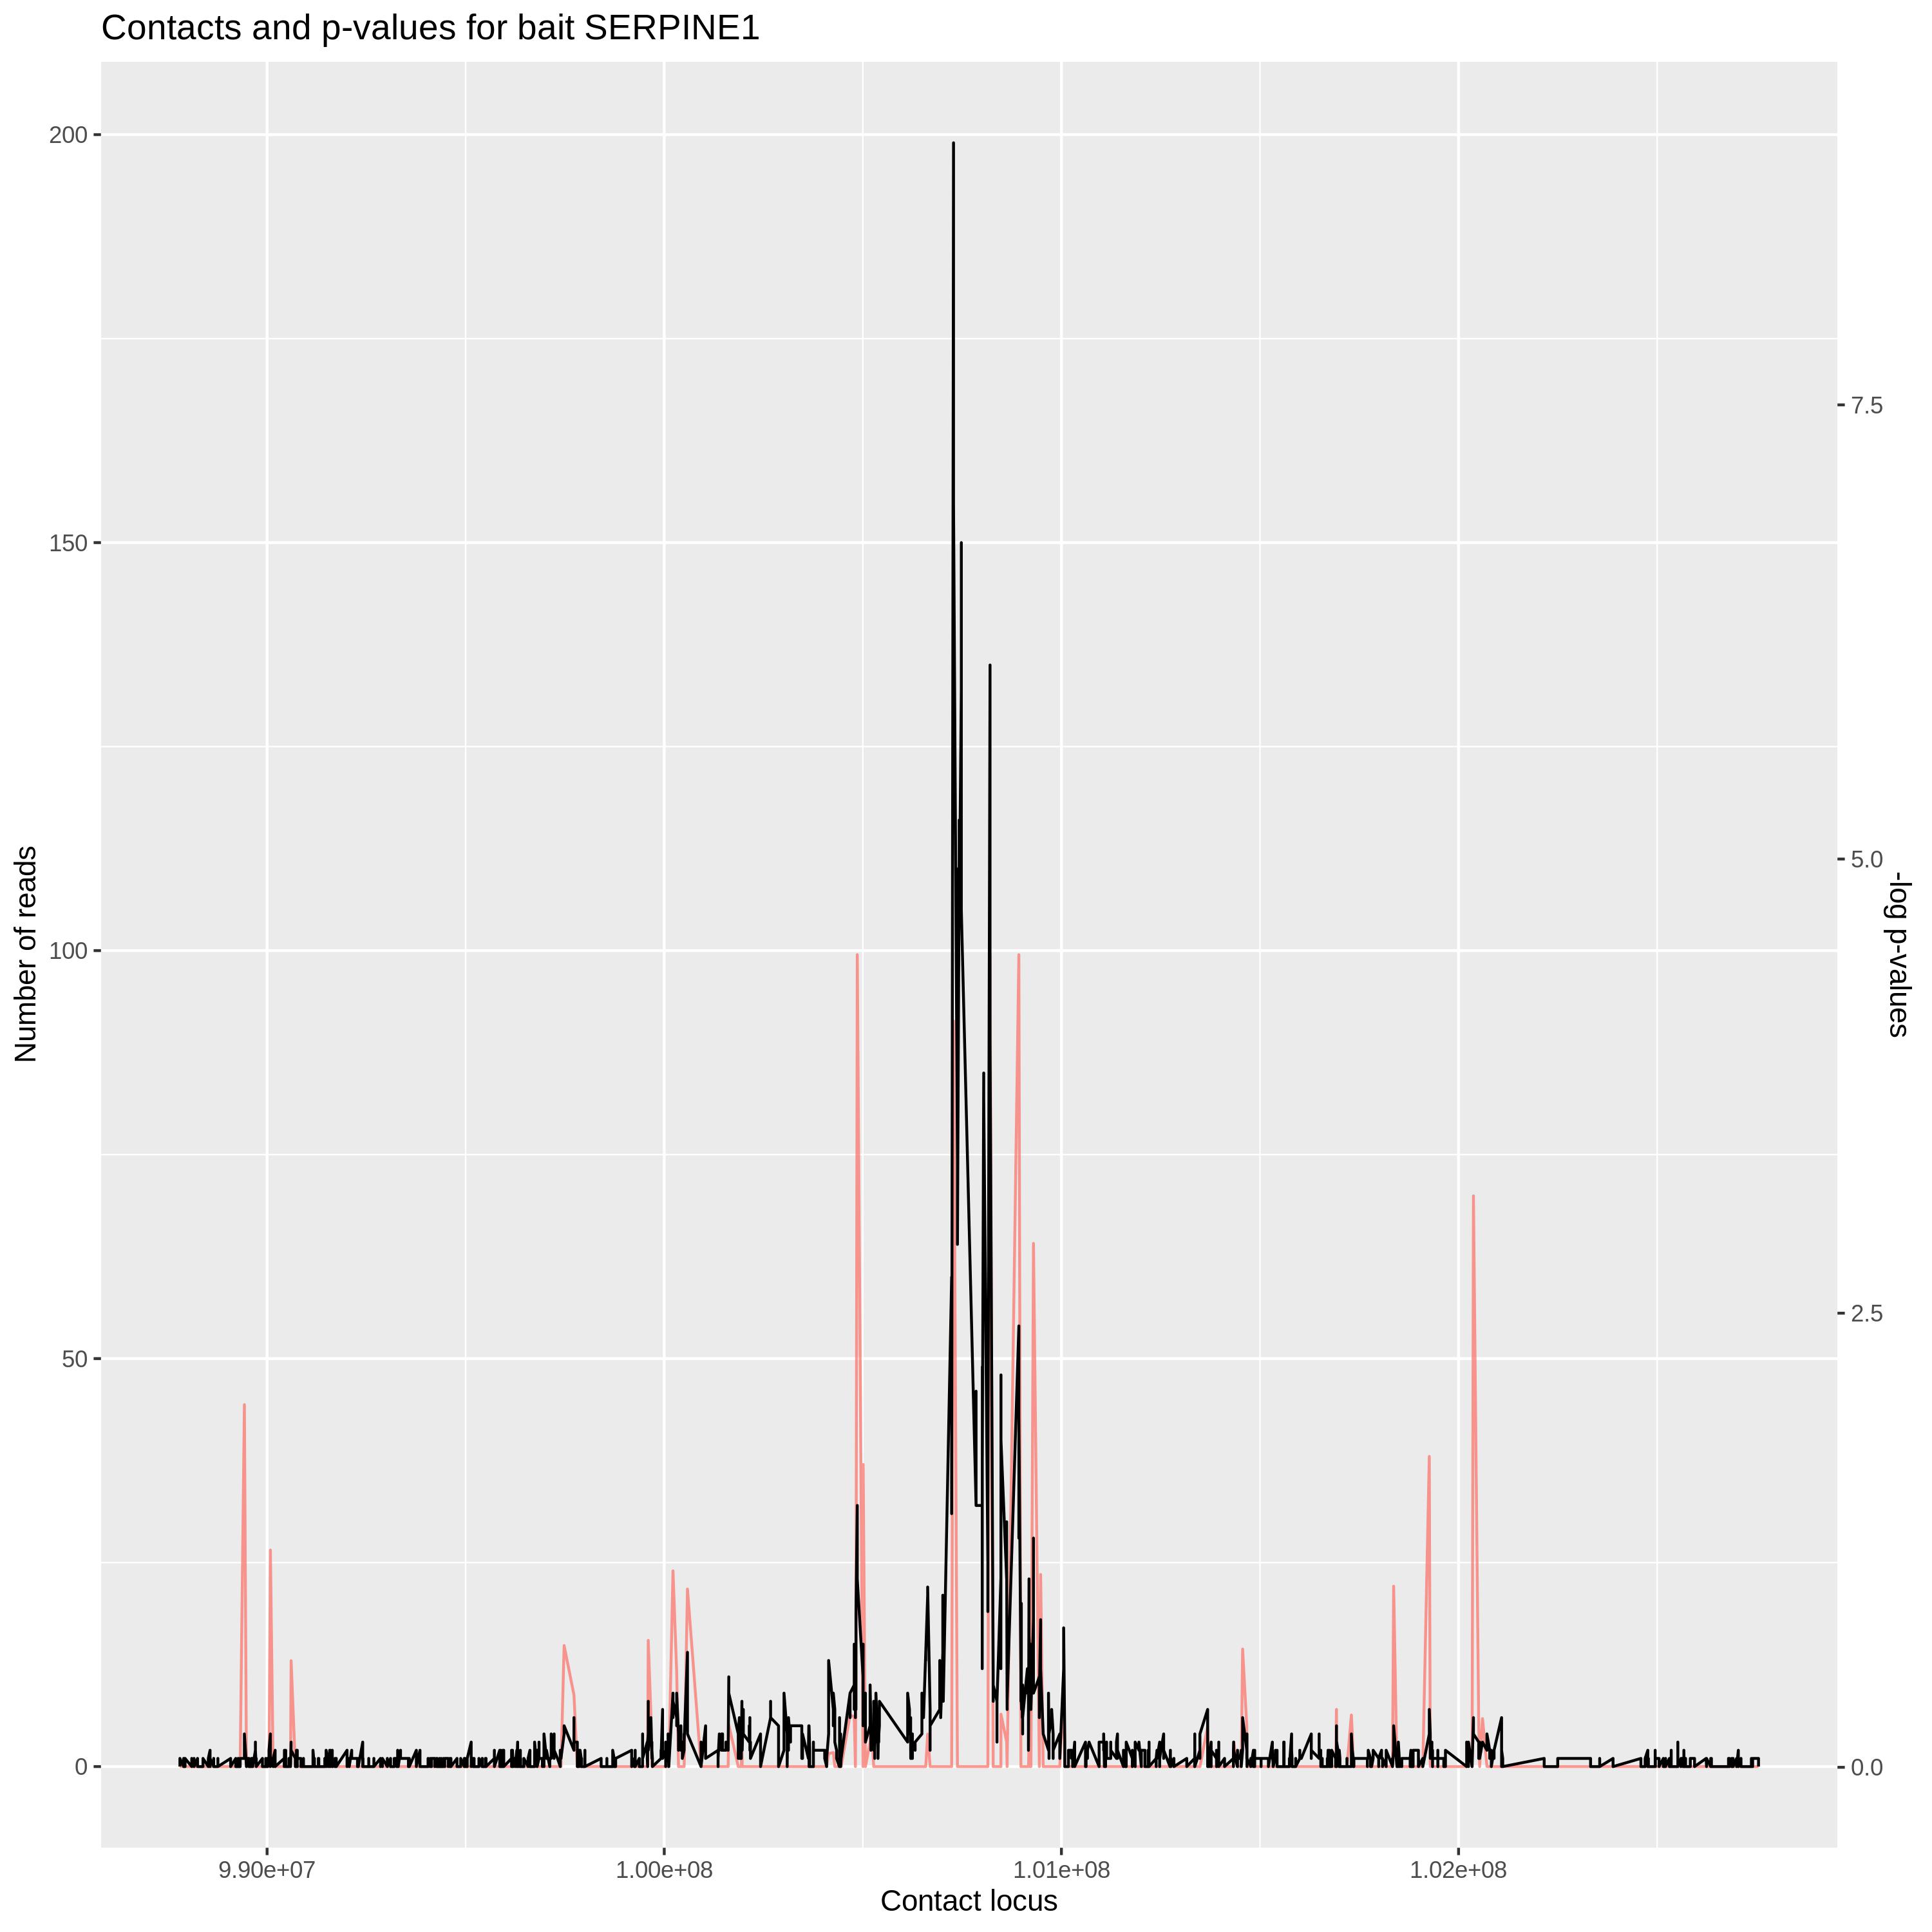 Contacts and p-values for bait SERPINE1
200
150
100
50
0
Number of reads
7.5
5.0
2.5
0.0
-log p-values
9.90e+07
1.00e+08
1.01e+08
1.02e+08
Contact locus